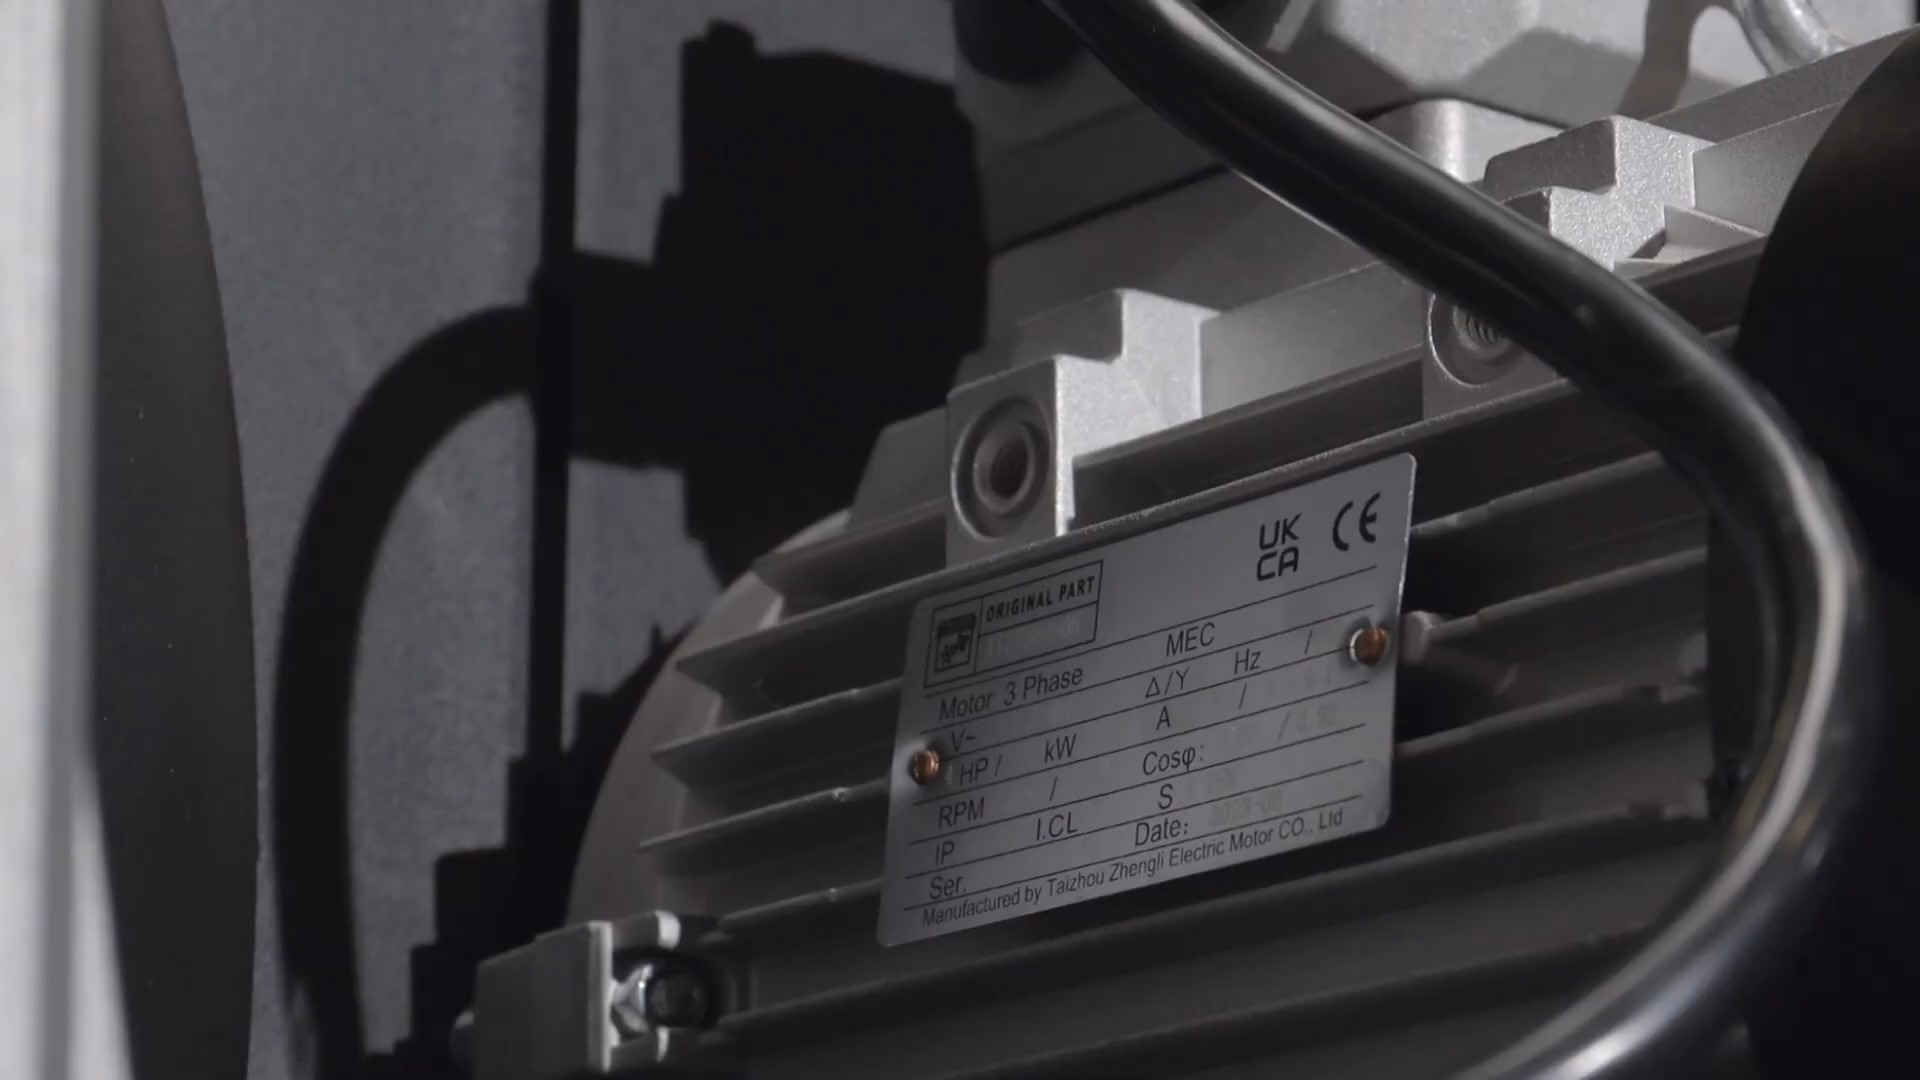 UK
CA CE
ORIGINAL PART
Motor 3 Phase MEC
V~ Δ/Y Hz /
HP / kW A /
RPM / Cosφ: /
IP I.CL S
Ser. Date:
Manufactured by Taizhou Zhengli Electric Motor CO., Ltd